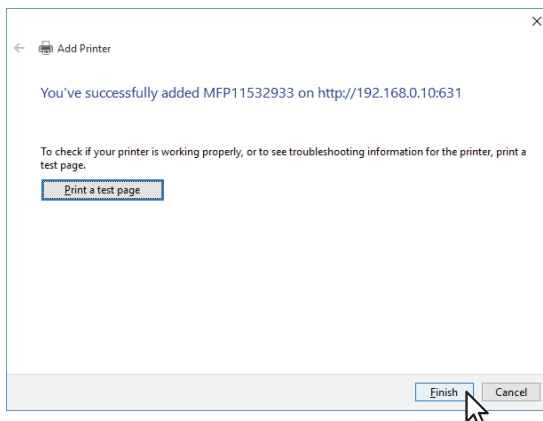 Add Printer
You've successfully added MFP11532933 on http://192.168.0.10:631
To check if your printer is working properly, or to see troubleshooting information for the printer, print a
test page.
Print a test page
Finish
Cancel